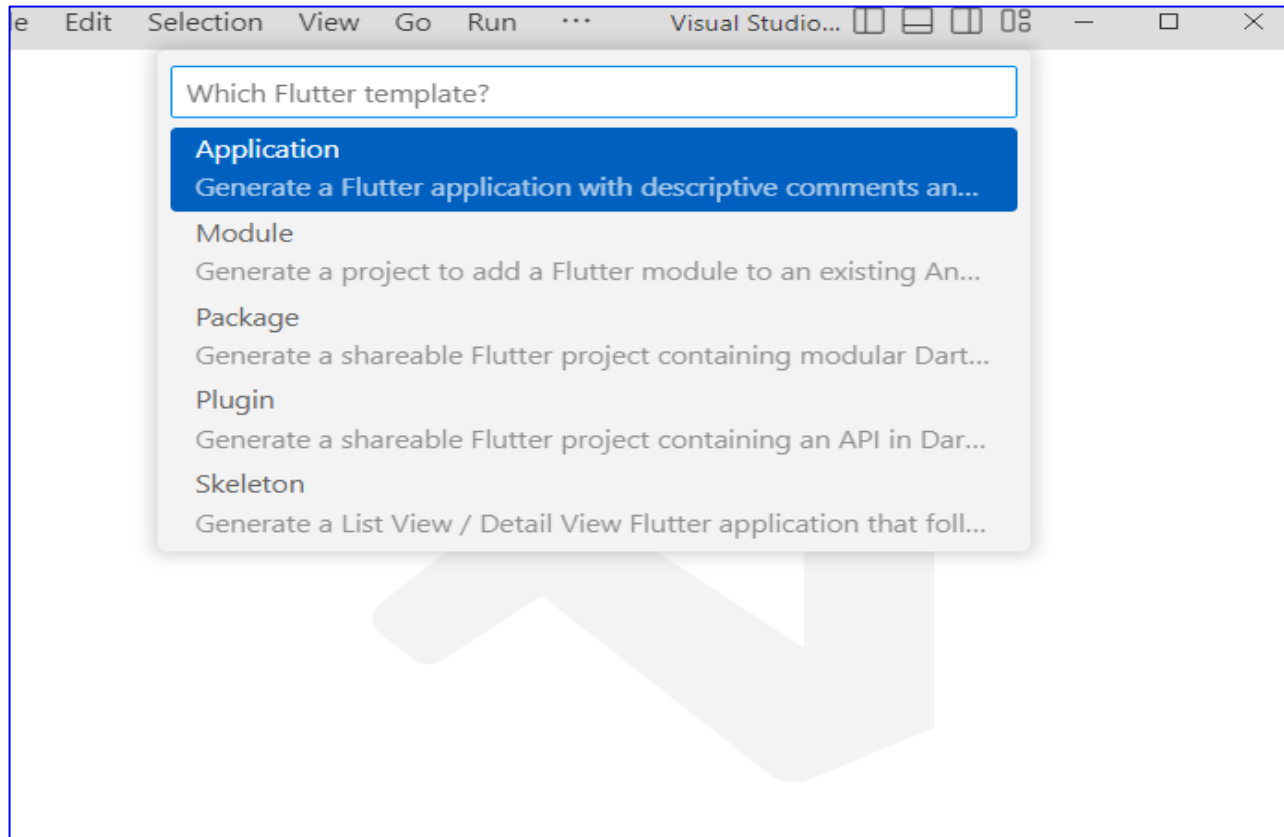 le Edit Selection View Go Run ··· Visual Studio...
Which Flutter template?
Application
Generate a Flutter application with descriptive comments an...
Module
Generate a project to add a Flutter module to an existing An...
Package
Generate a shareable Flutter project containing modular Dart...
Plugin
Generate a shareable Flutter project containing an API in Dar...
Skeleton
Generate a List View / Detail View Flutter application that foll...